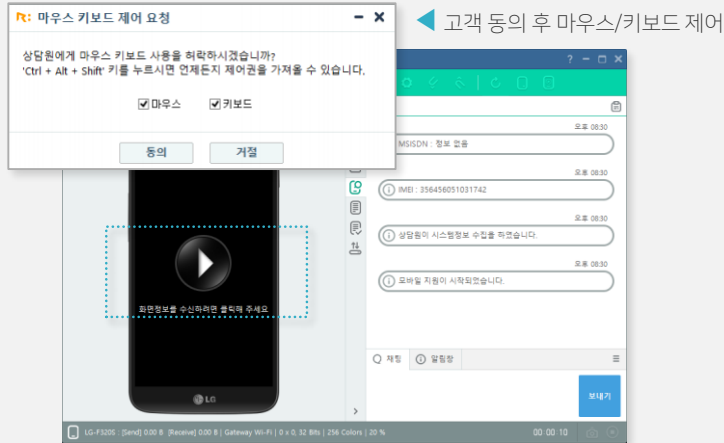 마우스 키보드 제어 요청
고객 동의 후 마우스/키보드 제어
상담원에게 마우스 키보드 사용을 허락하시겠습니까?
'Ctrl + Alt + Shift' 키를 누르시면 언제든지 제어권을 가져올 수 있습니다.
마우스 키보드
동의 거절
오후 08:30
MSISDN : 정보 없음
오후 08:30
IMEI : 356456051031742
오후 08:30
상담원이 시스템정보 수집을 하였습니다.
오후 08:30
모바일 지원이 시작되었습니다.
화면정보를 수신하려면 클릭해 주세요
LG
채팅 알림창
보내기
LG-F320S : [Send] 0.00 B [Receive] 0.00 B | Gateway Wi-Fi | 0 x 0, 32 Bits | 256 Colors | 20 %
00:00:10